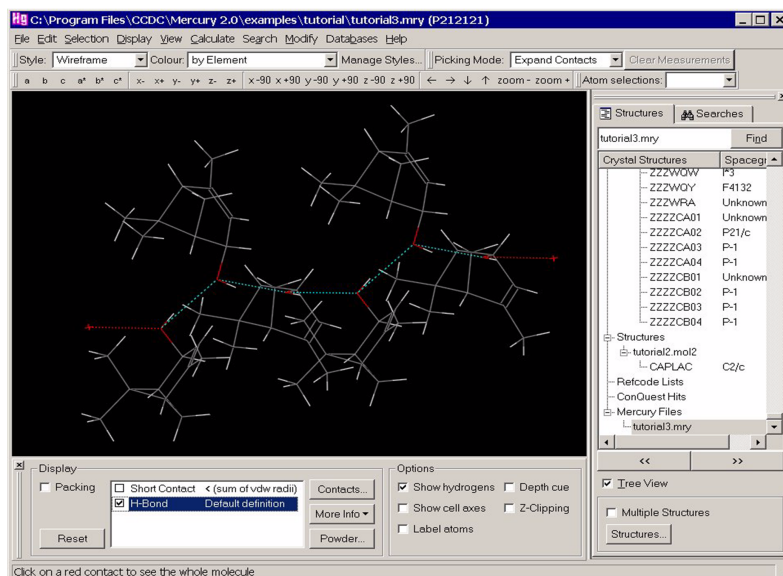 Hg C:\Program Files\CCDC\Mercury 2.0\examples\tutorial\tutorial3.mry (P212121)
File Edit Selection Display View Calculate Search Modify Databases Help
Style: Wireframe Colour: by Element Manage Styles... Picking Mode: Expand Contacts Clear Measurements
a b c a* b* c* x- x+ y- y+ z- z+ x-90 x+90 y-90 y+90 z-90 z+90 ← → ↓ ↑ zoom- zoom+ Atom selections:
Structures Searches
tutorial3.mry Find
Crystal Structures Spacegr
ZZZWQW I*3
ZZZWQY F4132
ZZZWRA Unknown
ZZZZCA01 Unknown
ZZZZCA02 P21/c
ZZZZCA03 P-1
ZZZZCA04 P-1
ZZZZCB01 Unknown
ZZZZCB02 P-1
ZZZZCB03 P-1
ZZZZCB04 P-1
Structures
tutorial2.mol2
CAPLAC C2/c
Refcode Lists
ConQuest Hits
Mercury Files
tutorial3.mry
<< >>
Tree View
Multiple Structures
Structures...
Display
Packing
Short Contact < (sum of vdw radii)
H-Bond Default definition
Reset
Contacts...
More Info
Powder...
Options
Show hydrogens Depth cue
Show cell axes Z-Clipping
Label atoms
Click on a red contact to see the whole molecule